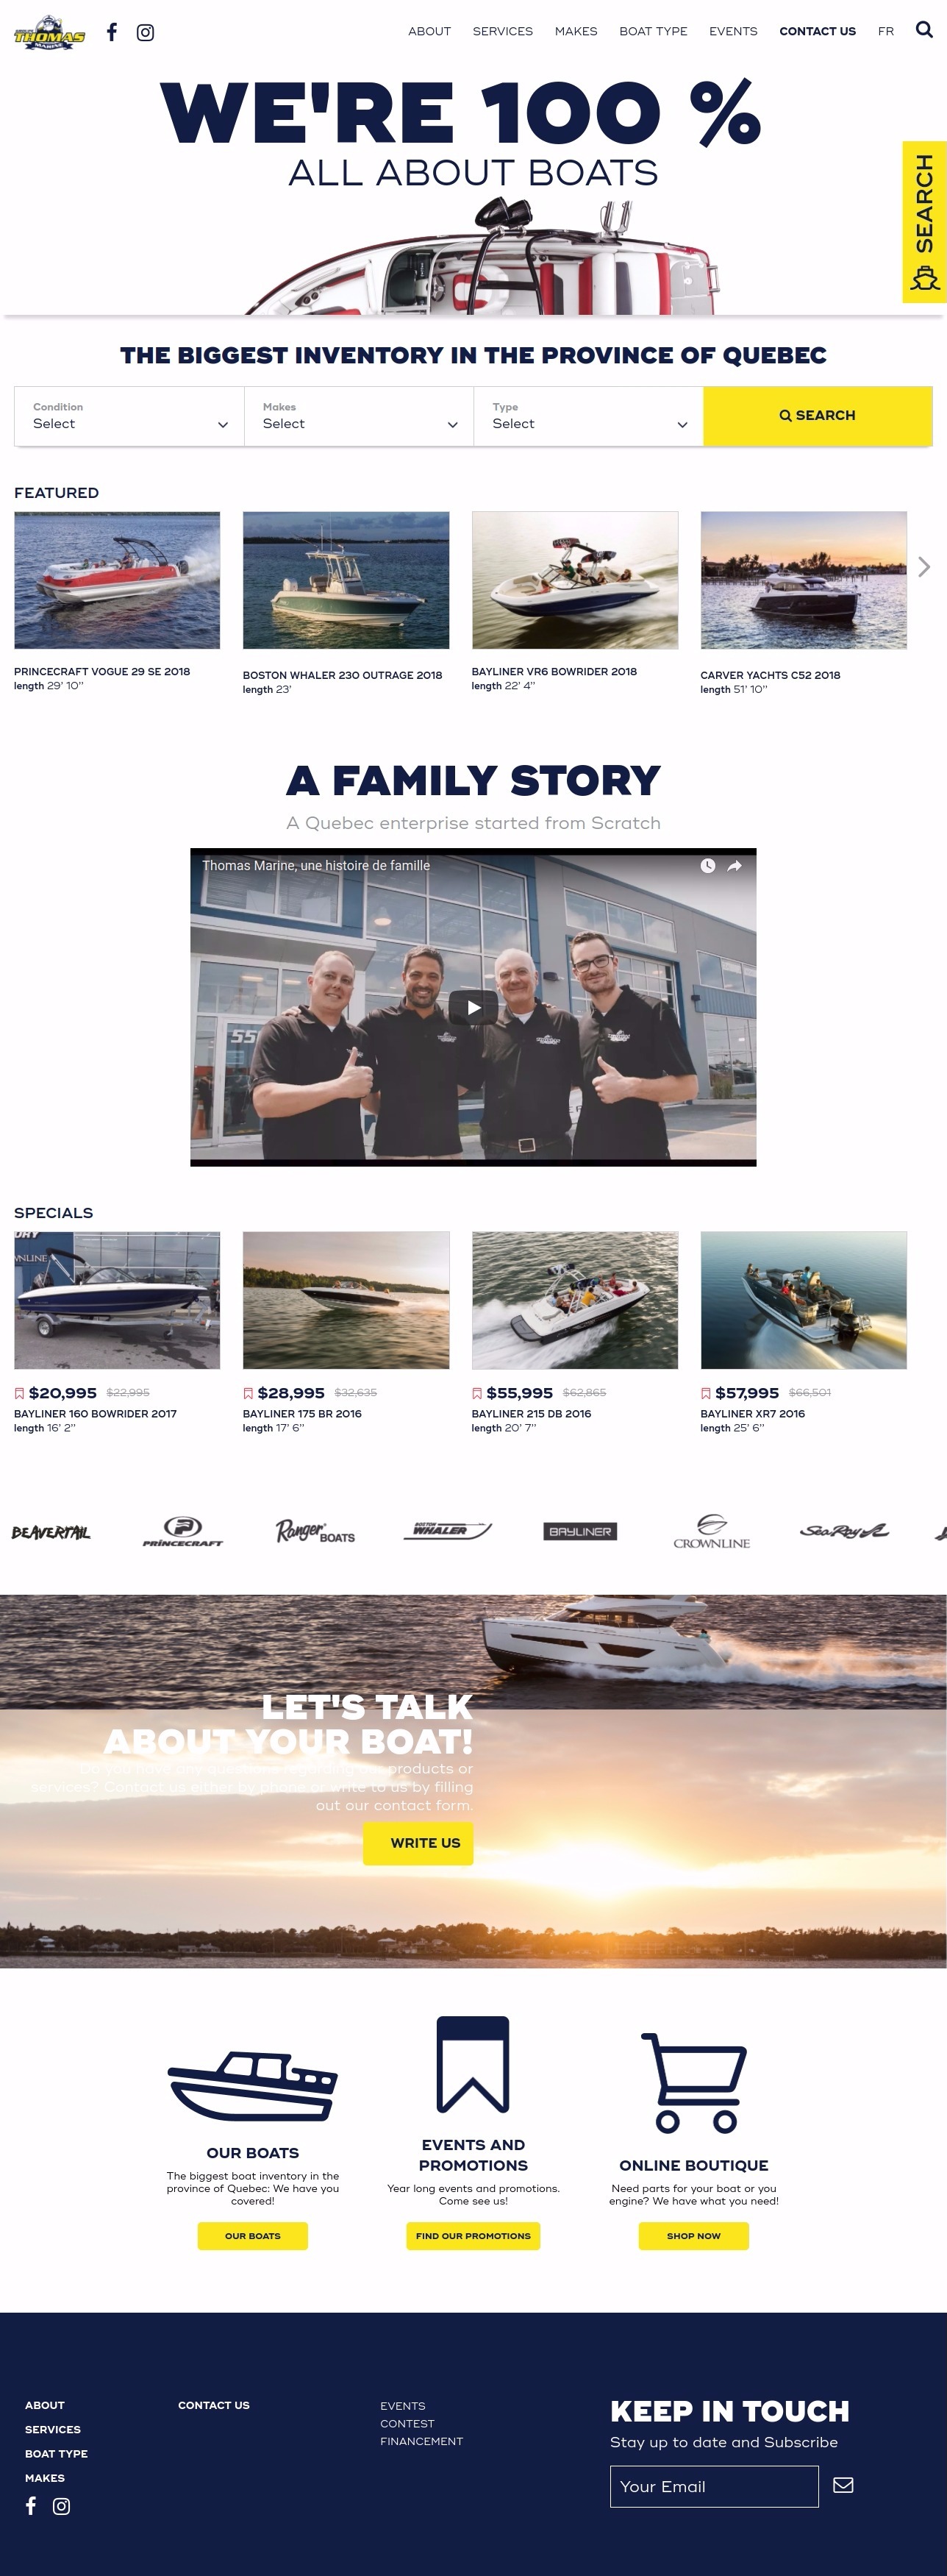 THOMAS
MARINE
ABOUT SERVICES MAKES BOAT TYPE EVENTS CONTACT US FR
WE'RE 100 %
ALL ABOUT BOATS
SEARCH
THE BIGGEST INVENTORY IN THE PROVINCE OF QUEBEC
Condition
Select
Makes
Select
Type
Select
SEARCH
FEATURED
PRINCECRAFT VOGUE 29 SE 2018
length 29' 10"
BOSTON WHALER 230 OUTRAGE 2018
length 23'
BAYLINER VR6 BOWRIDER 2018
length 22' 4"
CARVER YACHTS C52 2018
length 51' 10"
A FAMILY STORY
A Quebec enterprise started from Scratch
Thomas Marine, une histoire de famille
55
SPECIALS
$20,995 $22,995
BAYLINER 160 BOWRIDER 2017
length 16' 2"
$28,995 $32,635
BAYLINER 175 BR 2016
length 17' 6"
$55,995 $62,865
BAYLINER 215 DB 2016
length 20' 7"
$57,995 $66,501
BAYLINER XR7 2016
length 25' 6"
BEAVERTAIL
PRINCECRAFT
Ranger BOATS
BOSTON WHALER
BAYLINER
CROWNLINE
Sea Ray
LET'S TALK
ABOUT YOUR BOAT!
Do you have any questions regarding our products or
services? Contact us either by phone or write to us by filling
out our contact form.
WRITE US
OUR BOATS
The biggest boat inventory in the
province of Quebec: We have you
covered!
OUR BOATS
EVENTS AND
PROMOTIONS
Year long events and promotions.
Come see us!
FIND OUR PROMOTIONS
ONLINE BOUTIQUE
Need parts for your boat or you
engine? We have what you need!
SHOP NOW
ABOUT
SERVICES
BOAT TYPE
MAKES
CONTACT US
EVENTS
CONTEST
FINANCEMENT
KEEP IN TOUCH
Stay up to date and Subscribe
Your Email